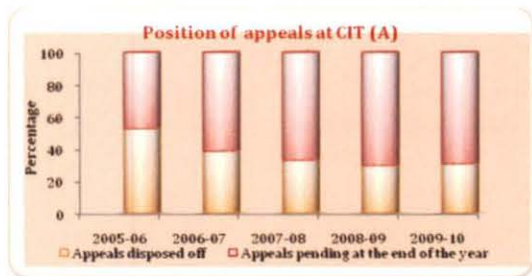 Position of appeals at CIT (A)
Percentage
100
80
60
40
20
0
2005-06 2006-07 2007-08 2008-09 2009-10
Appeals disposed off Appeals pending at the end of the year